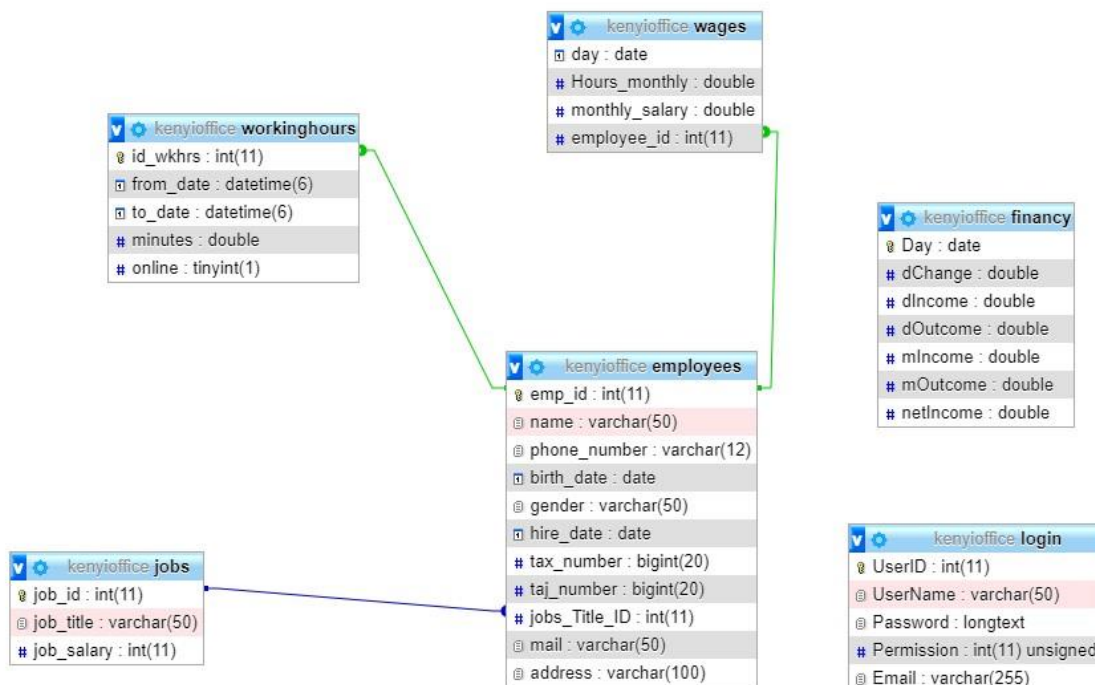 kenyioffice wages
day : date
Hours_monthly : double
monthly_salary : double
employee_id : int(11)
kenyioffice workinghours
id_wkhrs : int(11)
from_date : datetime(6)
to_date : datetime(6)
minutes : double
online : tinyint(1)
kenyioffice financy
Day : date
dChange : double
dIncome : double
dOutcome : double
mIncome : double
mOutcome : double
netIncome : double
kenyioffice employees
emp_id : int(11)
name : varchar(50)
phone_number : varchar(12)
birth_date : date
gender : varchar(50)
hire_date : date
tax_number : bigint(20)
taj_number : bigint(20)
jobs_Title_ID : int(11)
mail : varchar(50)
address : varchar(100)
kenyioffice jobs
job_id : int(11)
job_title : varchar(50)
job_salary : int(11)
kenyioffice login
UserID : int(11)
UserName : varchar(50)
Password : longtext
Permission : int(11) unsigned
Email : varchar(255)